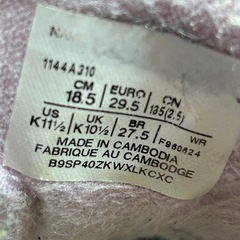 1144A310
CM EURO CN
18.5 29.5 185(2.5)
US UK BR F960624 WR
K11½ K10½ 27.5
MADE IN CAMBODIA
FABRIQUE AU CAMBODGE
B9SP40ZKWXLKCXC